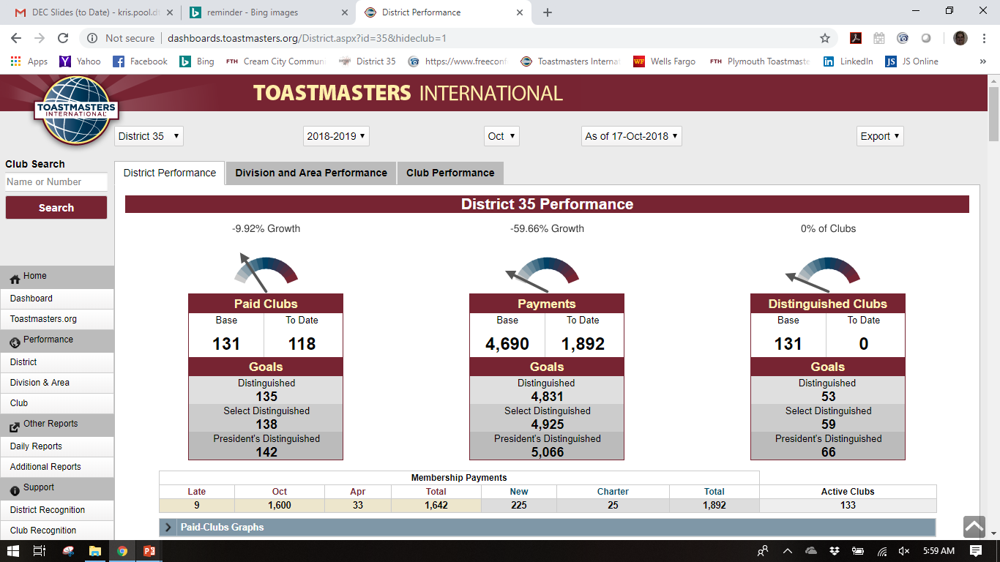 DEC Slides (to Date) - kris.pool.d
reminder - Bing images
District Performance
Not secure dashboards.toastmasters.org/District.aspx?id=35&hideclub=1
Apps Yahoo Facebook Bing FTH Cream City Commun District 35 https://www.freeconf Toastmasters Internat WF Wells Fargo FTH Plymouth Toastmaste in LinkedIn JS JS Online »
TOASTMASTERS INTERNATIONAL
TOASTMASTERS
INTERNATIONAL
District 35 2018-2019 Oct As of 17-Oct-2018 Export
Club Search
Name or Number
Search
District Performance Division and Area Performance Club Performance
District 35 Performance
-9.92% Growth -59.66% Growth 0% of Clubs
Paid Clubs
Base To Date
131 118
Goals
Distinguished
135
Select Distinguished
138
President's Distinguished
142
Payments
Base To Date
4,690 1,892
Goals
Distinguished
4,831
Select Distinguished
4,925
President's Distinguished
5,066
Distinguished Clubs
Base To Date
131 0
Goals
Distinguished
53
Select Distinguished
59
President's Distinguished
66
Home
Dashboard
Toastmasters.org
Performance
District
Division & Area
Club
Other Reports
Daily Reports
Additional Reports
Support
District Recognition
Club Recognition
Membership Payments
Late Oct Apr Total New Charter Total Active Clubs
9 1,600 33 1,642 225 25 1,892 133
Paid-Clubs Graphs
5:59 AM